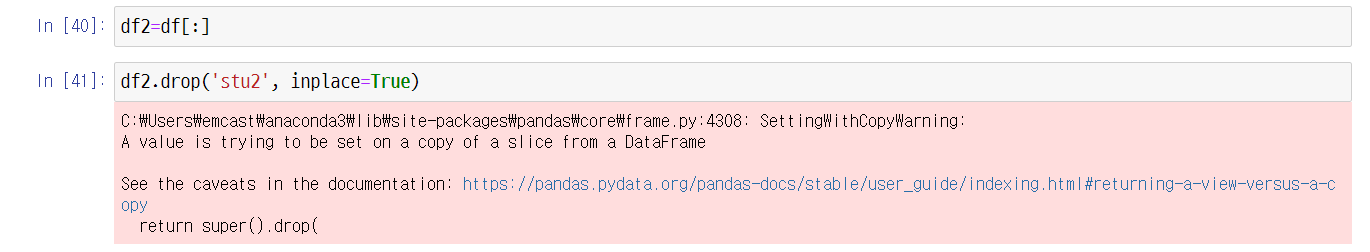 In [40]: df2=df[:]
In [41]: df2.drop('stu2', inplace=True)
C:₩Users₩emcast₩anaconda3₩lib₩site-packages₩pandas₩core₩frame.py:4308: SettingWithCopyWarning:
A value is trying to be set on a copy of a slice from a DataFrame
See the caveats in the documentation: https://pandas.pydata.org/pandas-docs/stable/user_guide/indexing.html#returning-a-view-versus-a-c
opy
return super().drop(